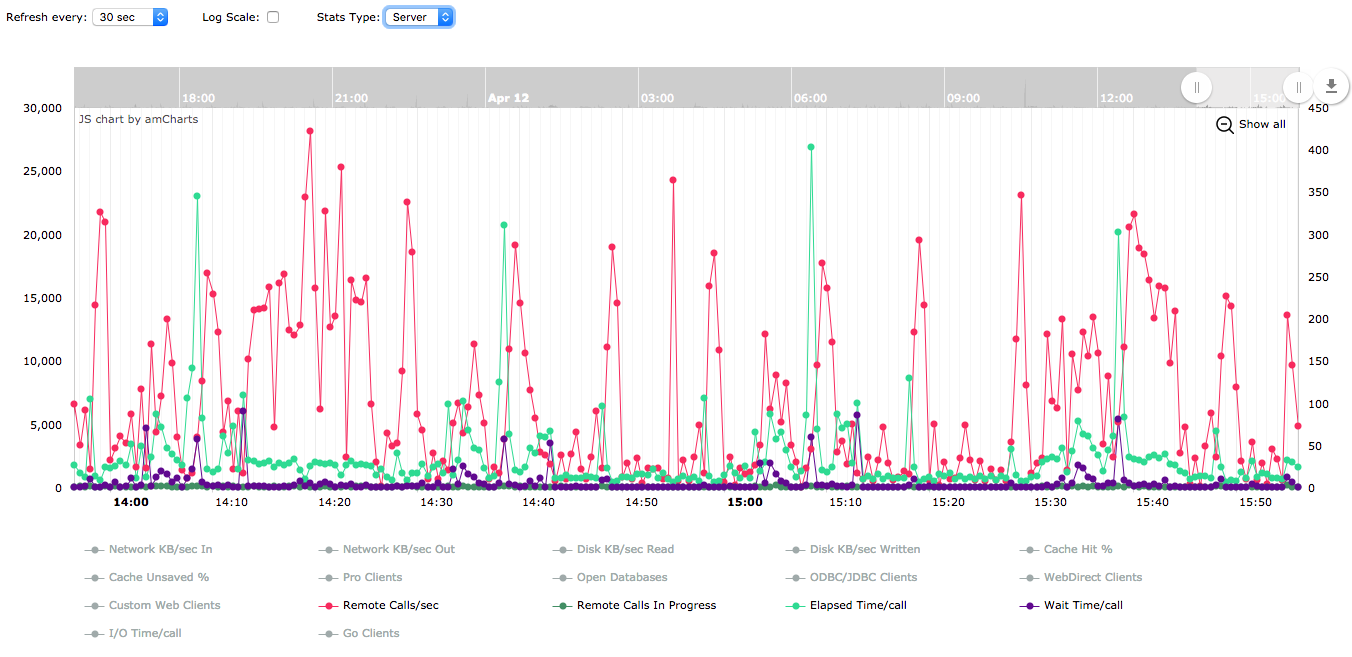 Refresh every: 30 sec Log Scale: Stats Type: Server
18:00 21:00 Apr 12 03:00 06:00 09:00 12:00 15:00
30,000 450
JS chart by amCharts Show all
400
25,000
350
20,000 300
250
15,000
200
10,000 150
100
5,000
50
0 0
14:00 14:10 14:20 14:30 14:40 14:50 15:00 15:10 15:20 15:30 15:40 15:50
Network KB/sec In Network KB/sec Out Disk KB/sec Read Disk KB/sec Written Cache Hit %
Cache Unsaved % Pro Clients Open Databases ODBC/JDBC Clients WebDirect Clients
Custom Web Clients Remote Calls/sec Remote Calls In Progress Elapsed Time/call Wait Time/call
I/O Time/call Go Clients